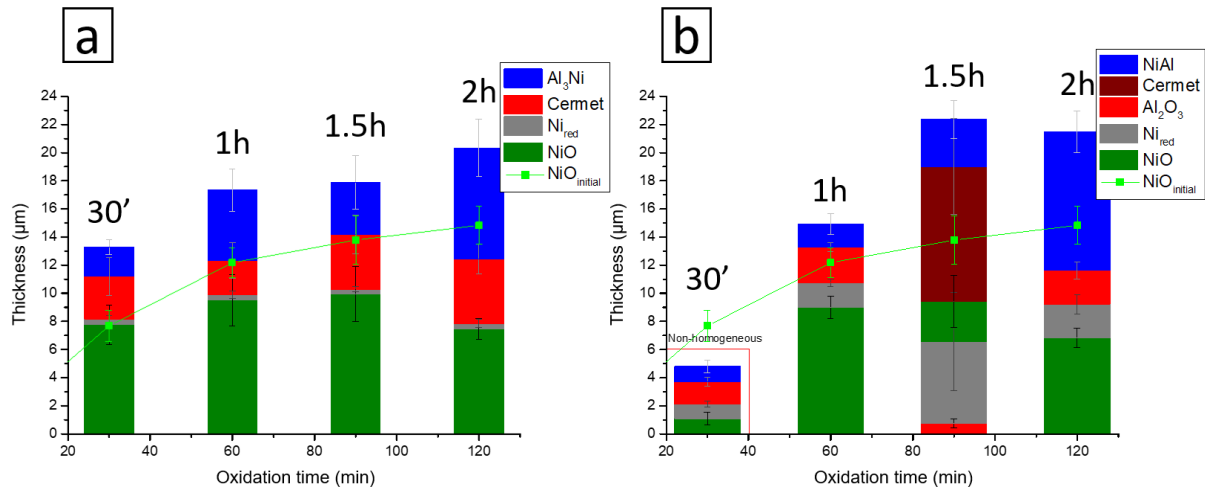 a
Al3Ni
Cermet
Nired
NiO
NiOinitial
30’
1h
1.5h
2h
Thickness (µm)
24
22
20
18
16
14
12
10
8
6
4
2
0
20
40
60
80
100
120
Oxidation time (min)
b
NiAl
Cermet
Al2O3
Nired
NiO
NiOinitial
30’
1h
1.5h
2h
Non-homogeneous
Thickness (µm)
24
22
20
18
16
14
12
10
8
6
4
2
0
20
40
60
80
100
120
Oxidation time (min)